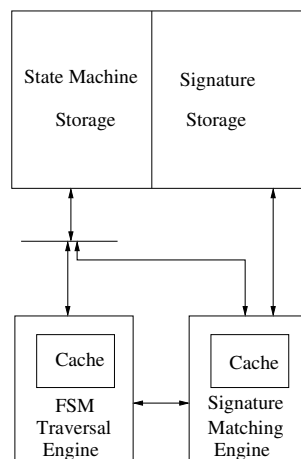 State Machine
Storage
Signature
Storage
Cache
FSM
Traversal
Engine
Cache
Signature
Matching
Engine